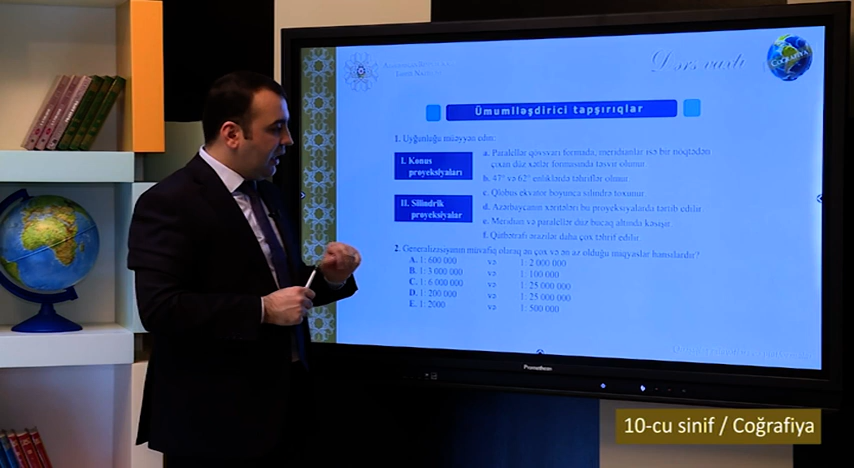 Dərs vaxtı
COĞRAFİYA
Ümumiləşdirici tapşırıqlar
1. Uyğunluğu müəyyən edin:
I. Konus
proyeksiyaları
II. Silindrik
proyeksiyalar
a. Paralellər qövsvari formada, meridianlar isə bir nöqtədən
çıxan düz xətlər formasında təsvir olunur
b. 47° və 62° enliklərdə təhriflər olmur
c. Qlobus ekvator boyunca silindrə toxunur
d. Azərbaycanın xəritələri bu proyeksiyalarda tərtib edilir
e. Meridian və paralellər düz bucaq altında kəsişir
f. Qütbətrafı ərazilər daha çox təhrif edilir
2. Generalizasiyanın müvafiq olaraq ən çox və ən az olduğu miqyaslar hansılardır?
A. 1: 600 000 və 1: 2 000 000
B. 1: 3 000 000 və 1: 100 000
C. 1: 6 000 000 və 1: 25 000 000
D. 1: 200 000 və 1: 25 000 000
E. 1: 2000 və 1: 500 000
Promethean
10-cu sinif / Coğrafiya